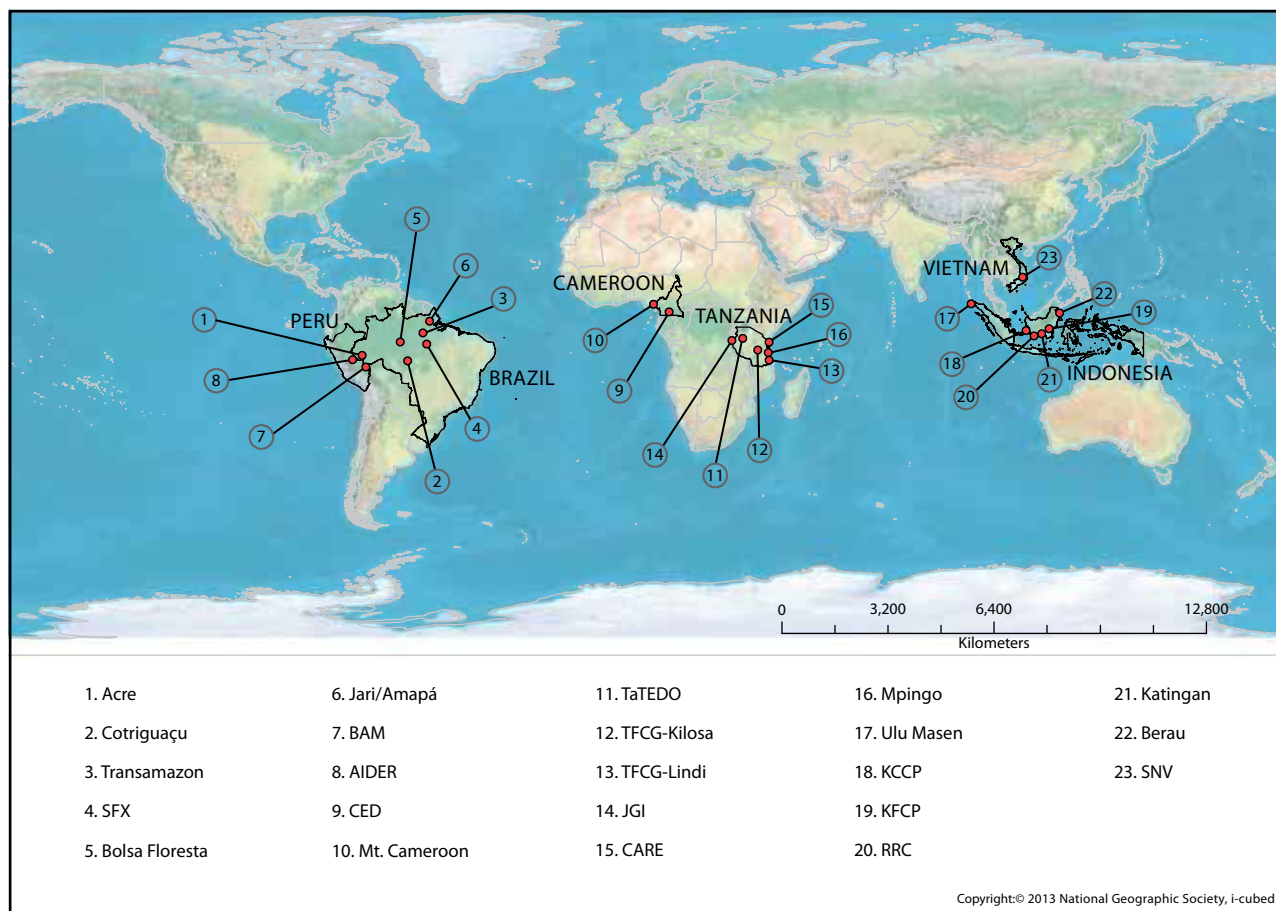 5
6
3
1
PERU
8
7
BRAZIL
4
2
CAMEROON
10
9
TANZANIA
15
16
13
14
11
12
VIETNAM
23
22
17
19
18
21
INDONESIA
20
0 3,200 6,400 12,800
Kilometers
1. Acre
2. Cotriguaçu
3. Transamazon
4. SFX
5. Bolsa Floresta
6. Jari/Amapá
7. BAM
8. AIDER
9. CED
10. Mt. Cameroon
11. TaTEDO
12. TFCG-Kilosa
13. TFCG-Lindi
14. JGI
15. CARE
16. Mpingo
17. Ulu Masen
18. KCCP
19. KFCP
20. RRC
21. Katingan
22. Berau
23. SNV
Copyright:© 2013 National Geographic Society, i-cubed